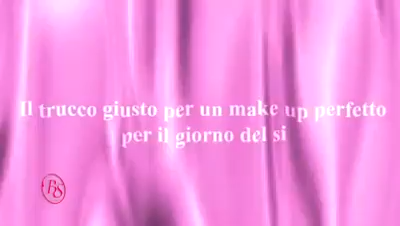 Il trucco giusto per un make up perfetto
per il giorno del si